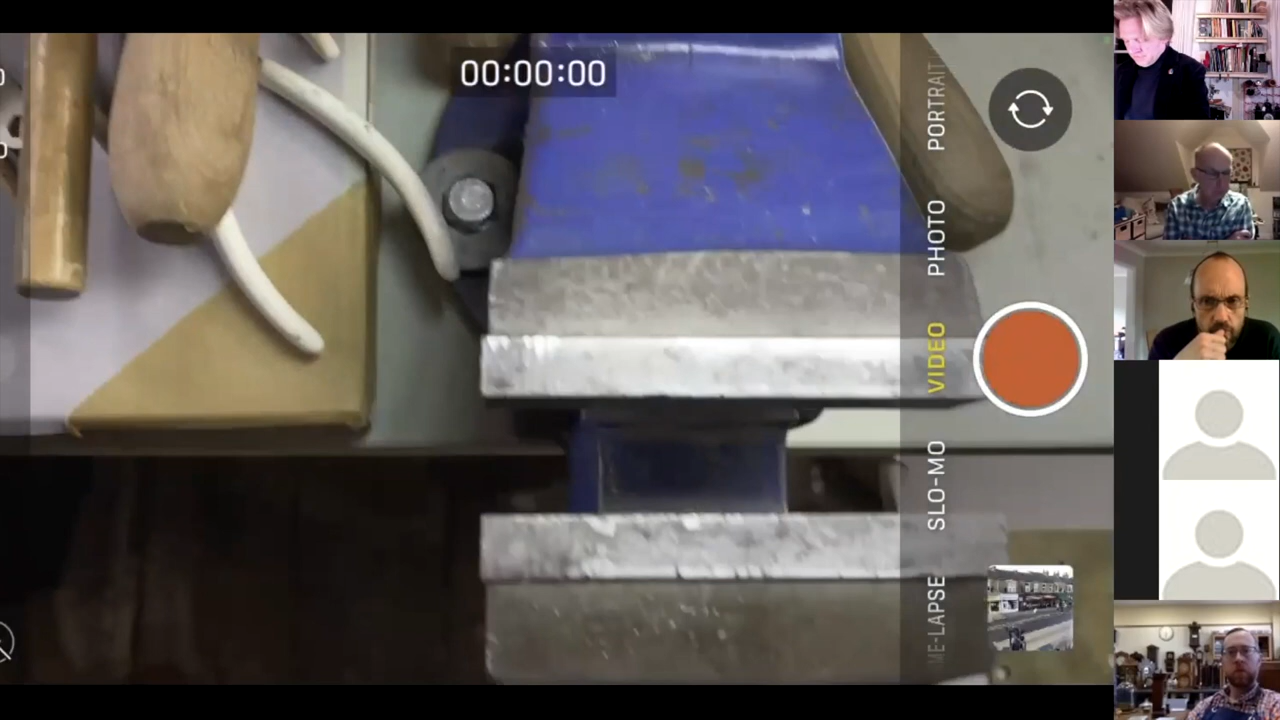 00:00:00
PORTRAIT
PHOTO
VIDEO
SLO-MO
ME-LAPSE